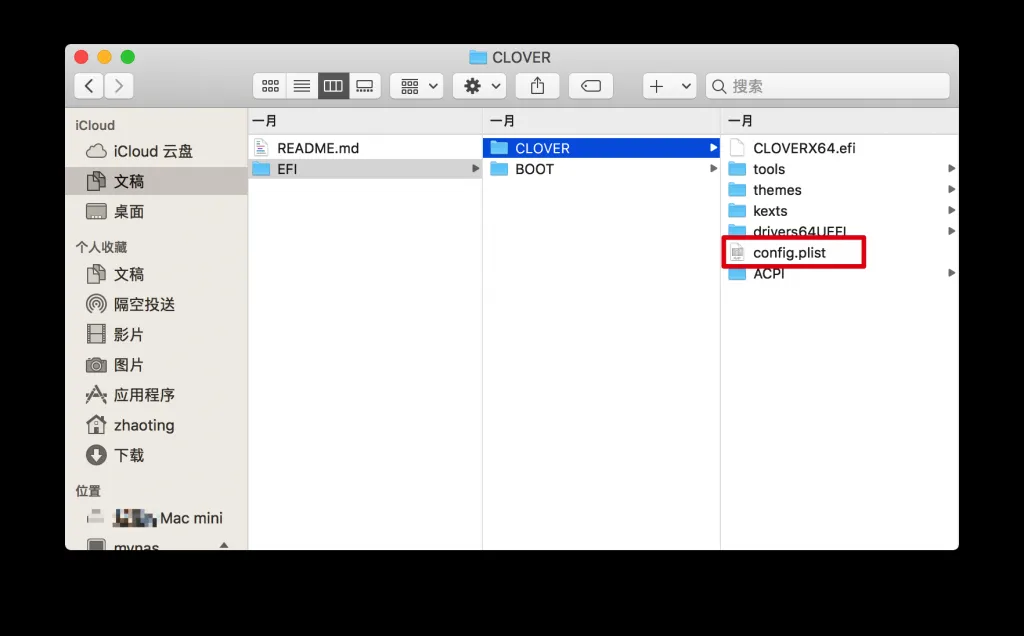 CLOVER
搜索
iCloud
iCloud 云盘
文稿
桌面
个人收藏
文稿
隔空投送
影片
图片
应用程序
zhaoting
下载
位置
Mac mini
mynas
一月
README.md
EFI
一月
CLOVER
BOOT
一月
CLOVERX64.efi
tools
themes
kexts
drivers64UEFI
config.plist
ACPI